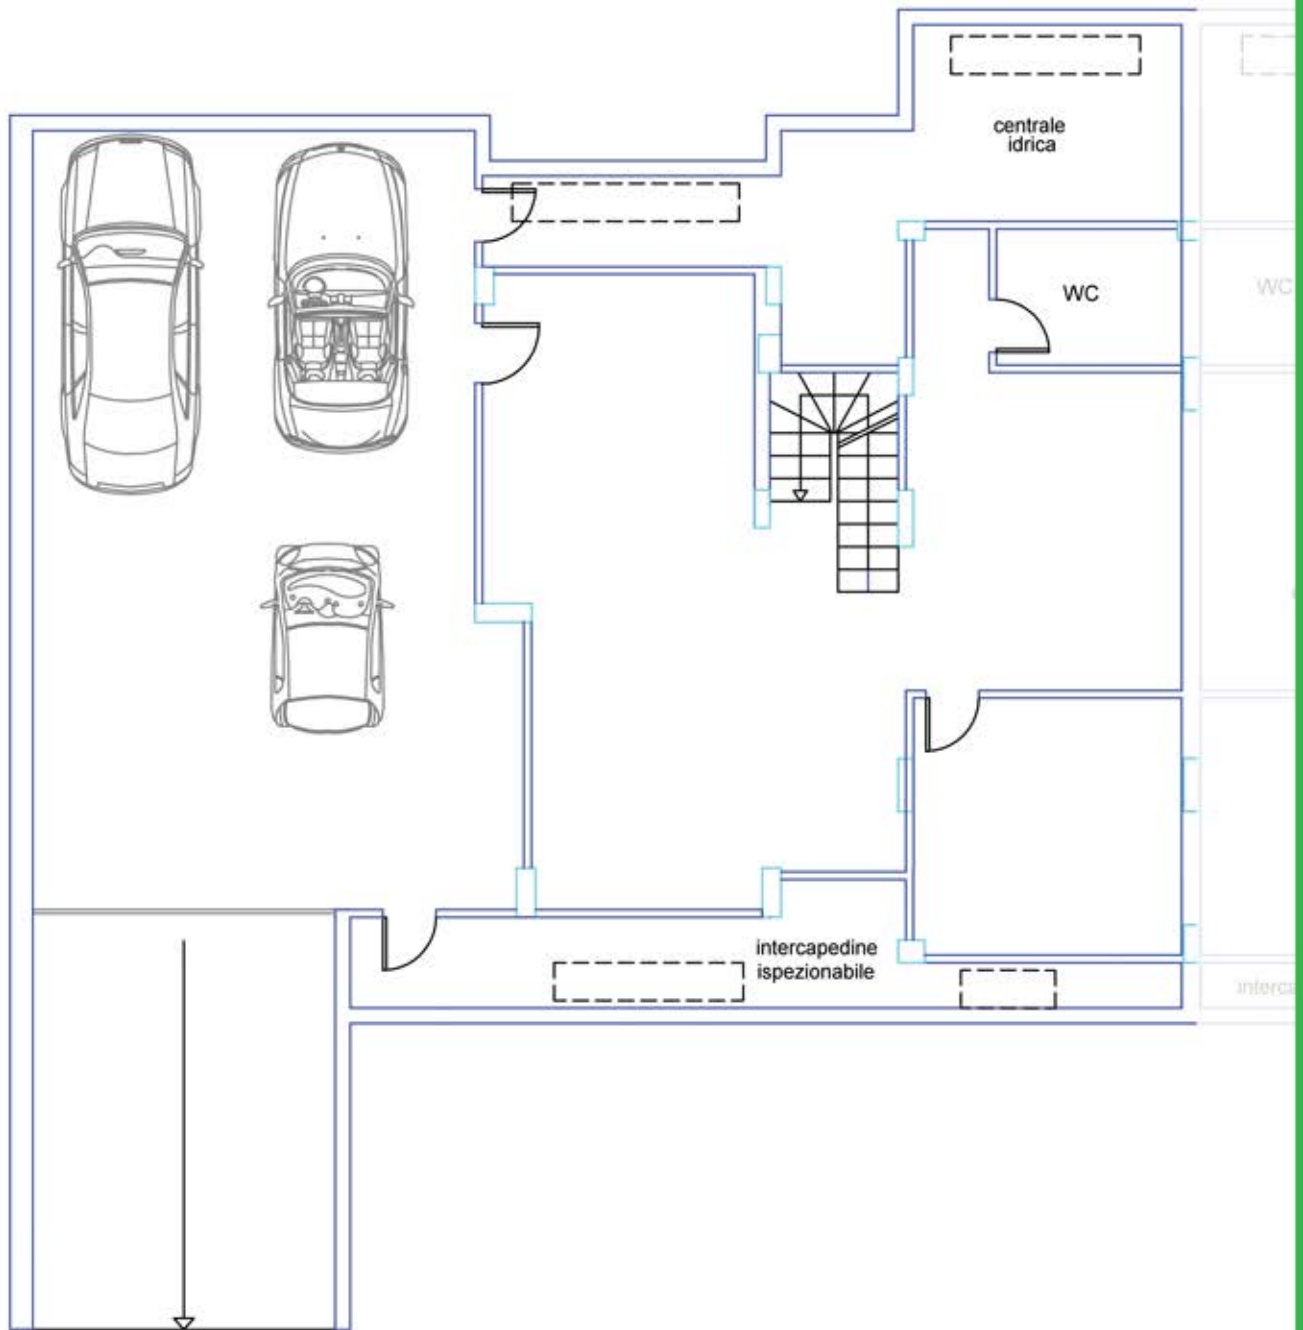 centrale
idrica
WC
WC
intercapedine
ispezionabile
interca